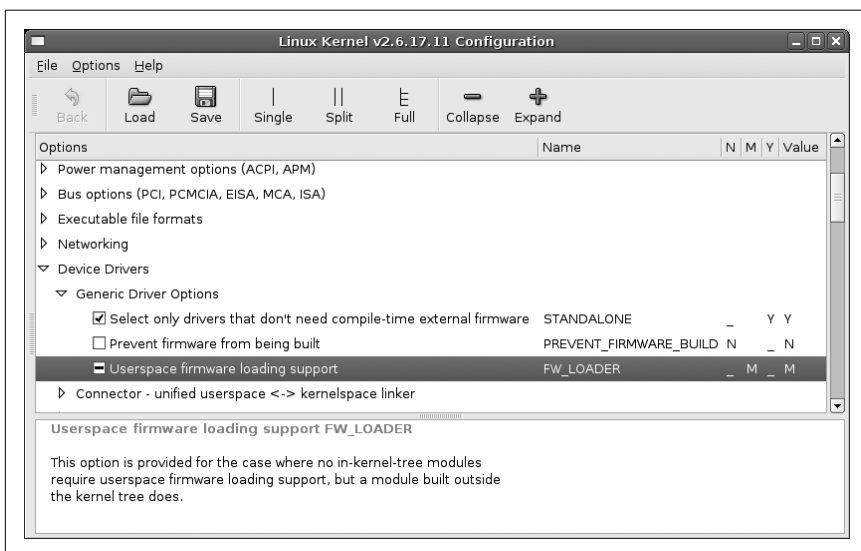 Linux Kernel v2.6.17.11 Configuration
File Options Help
Back Load Save Single Split Full Collapse Expand
Options Name N M Y Value
Power management options (ACPI, APM)
Bus options (PCI, PCMCIA, EISA, MCA, ISA)
Executable file formats
Networking
Device Drivers
Generic Driver Options
Select only drivers that don't need compile-time external firmware STANDALONE _ Y Y
Prevent firmware from being built PREVENT_FIRMWARE_BUILD N _ N
Userspace firmware loading support FW_LOADER _ M _ M
Connector - unified userspace <-> kernelspace linker
Userspace firmware loading support FW_LOADER
This option is provided for the case where no in-kernel-tree modules
require userspace firmware loading support, but a module built outside
the kernel tree does.